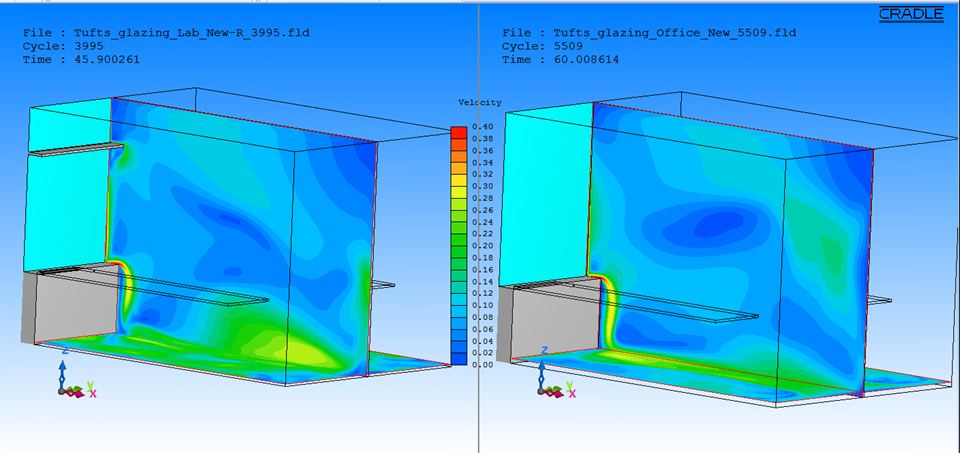 CRADLE
File : Tufts_glazing_Lab_New-R_3995.fld
Cycle: 3995
Time : 45.900261
File : Tufts_glazing_Office_New_5509.fld
Cycle: 5509
Time : 60.008614
Velocity
0.40
0.38
0.36
0.34
0.32
0.30
0.28
0.26
0.24
0.22
0.20
0.18
0.16
0.14
0.12
0.10
0.08
0.06
0.04
0.02
0.00
Z
Y
X
Z
Y
X